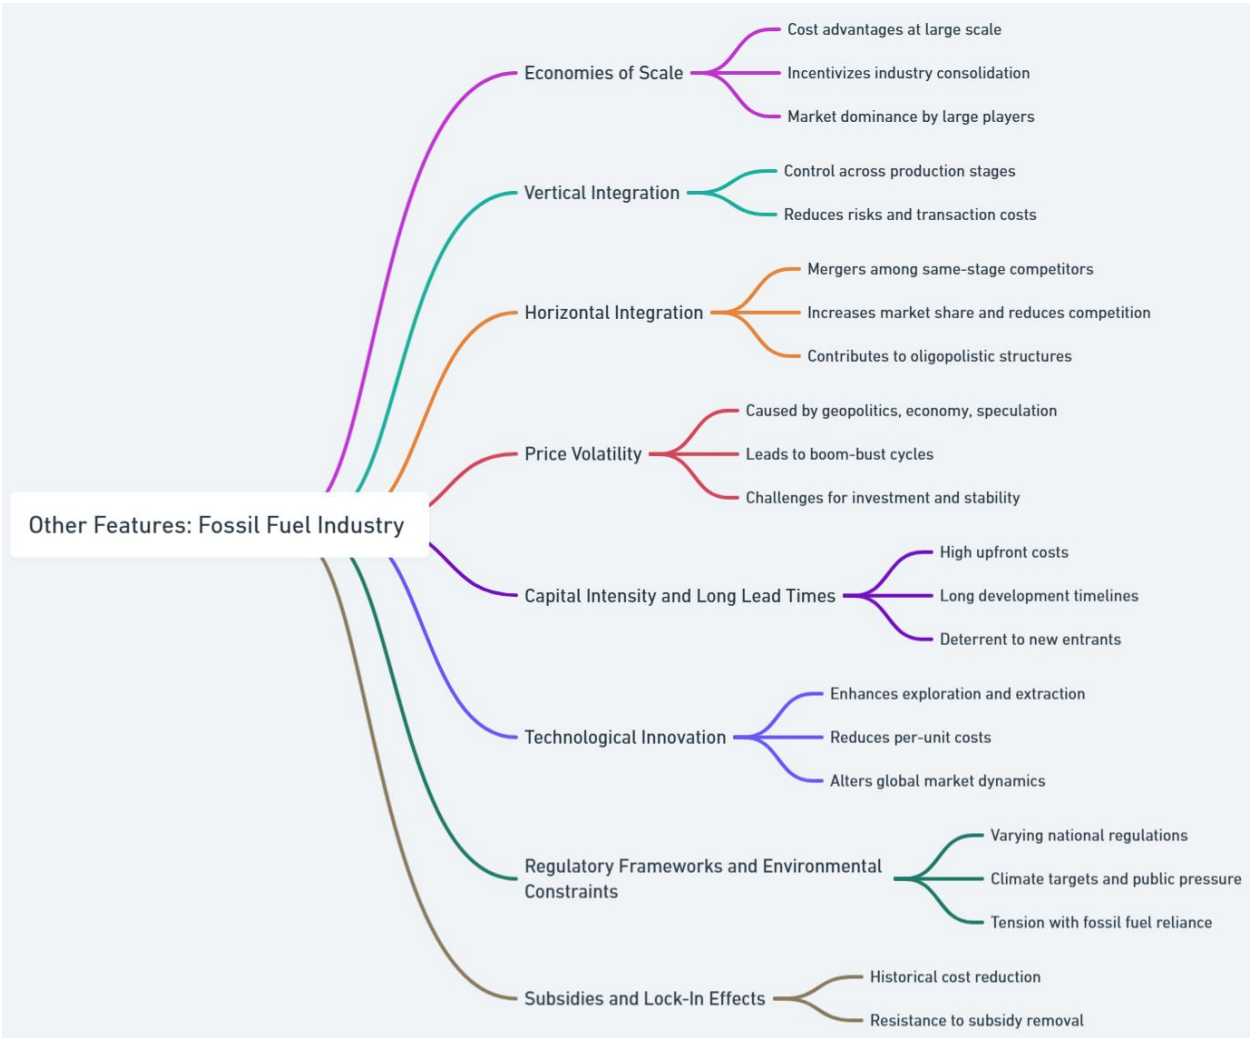 Other Features: Fossil Fuel Industry
Economies of Scale
Cost advantages at large scale
Incentivizes industry consolidation
Market dominance by large players
Vertical Integration
Control across production stages
Reduces risks and transaction costs
Horizontal Integration
Mergers among same-stage competitors
Increases market share and reduces competition
Contributes to oligopolistic structures
Price Volatility
Caused by geopolitics, economy, speculation
Leads to boom-bust cycles
Challenges for investment and stability
Capital Intensity and Long Lead Times
High upfront costs
Long development timelines
Deterrent to new entrants
Technological Innovation
Enhances exploration and extraction
Reduces per-unit costs
Alters global market dynamics
Regulatory Frameworks and Environmental
Constraints
Varying national regulations
Climate targets and public pressure
Tension with fossil fuel reliance
Subsidies and Lock-In Effects
Historical cost reduction
Resistance to subsidy removal